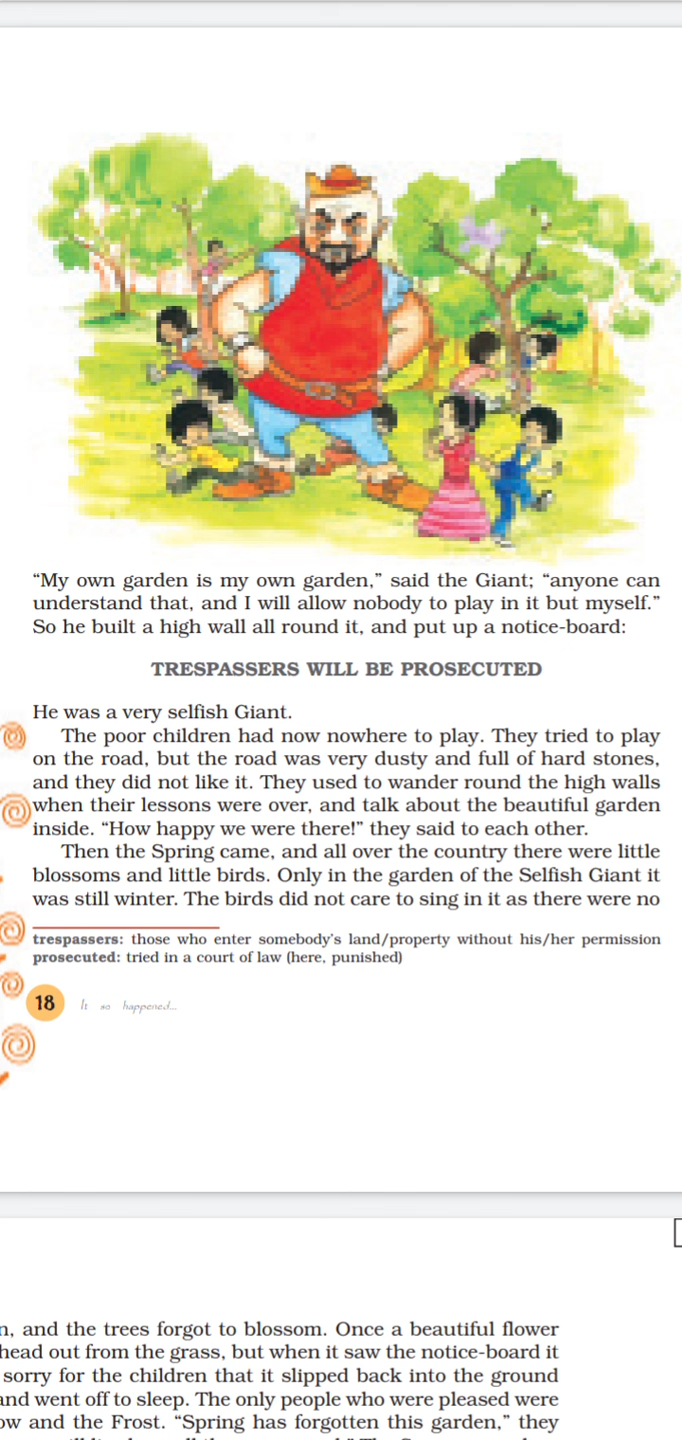 “My own garden is my own garden,” said the Giant; “anyone can
understand that, and I will allow nobody to play in it but myself.”
So he built a high wall all round it, and put up a notice-board:
TRESPASSERS WILL BE PROSECUTED
He was a very selfish Giant.
The poor children had now nowhere to play. They tried to play
on the road, but the road was very dusty and full of hard stones,
and they did not like it. They used to wander round the high walls
when their lessons were over, and talk about the beautiful garden
inside. “How happy we were there!” they said to each other.
Then the Spring came, and all over the country there were little
blossoms and little birds. Only in the garden of the Selfish Giant it
was still winter. The birds did not care to sing in it as there were no
trespassers: those who enter somebody’s land/property without his/her permission
prosecuted: tried in a court of law (here, punished)
18 It so happened...
n, and the trees forgot to blossom. Once a beautiful flower
head out from the grass, but when it saw the notice-board it
sorry for the children that it slipped back into the ground
and went off to sleep. The only people who were pleased were
ow and the Frost. “Spring has forgotten this garden,” they